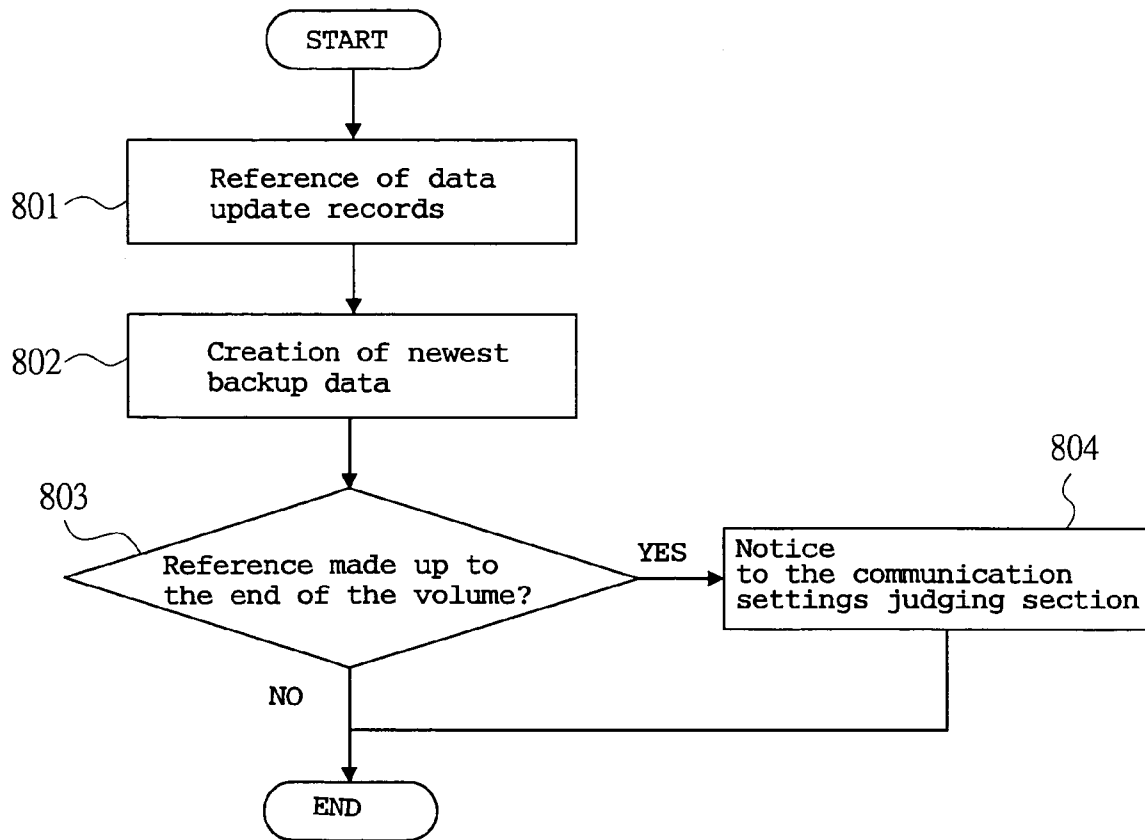 START
801
Reference of data
update records
802
Creation of newest
backup data
803
Reference made up to
the end of the volume?
YES
804
Notice
to the communication
settings judging section
NO
END